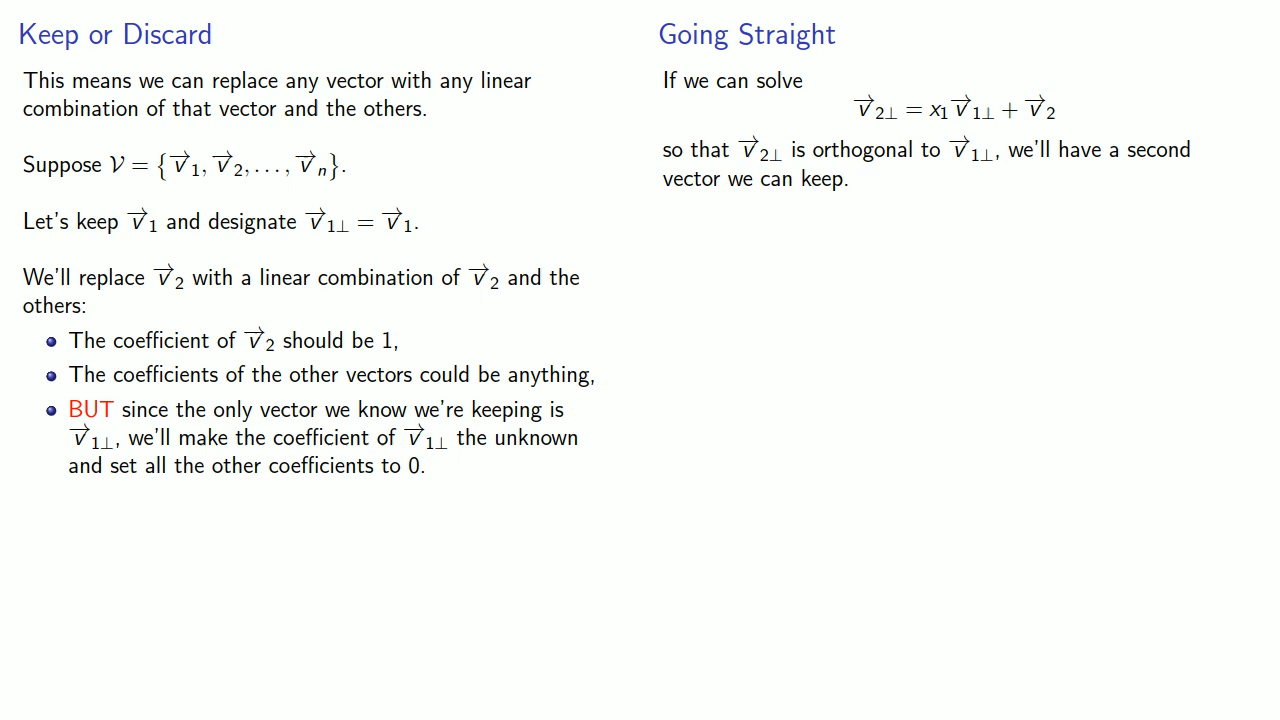 Keep or Discard
This means we can replace any vector with any linear
combination of that vector and the others.
Suppose 𝒱 = {v⃗₁, v⃗₂, . . . , v⃗ₙ}.
Let's keep v⃗₁ and designate v⃗₁⊥ = v⃗₁.
We'll replace v⃗₂ with a linear combination of v⃗₂ and the
others:
The coefficient of v⃗₂ should be 1,
The coefficients of the other vectors could be anything,
BUT since the only vector we know we're keeping is
v⃗₁⊥, we'll make the coefficient of v⃗₁⊥ the unknown
and set all the other coefficients to 0.
Going Straight
If we can solve
v⃗₂⊥ = x₁v⃗₁⊥ + v⃗₂
so that v⃗₂⊥ is orthogonal to v⃗₁⊥, we'll have a second
vector we can keep.